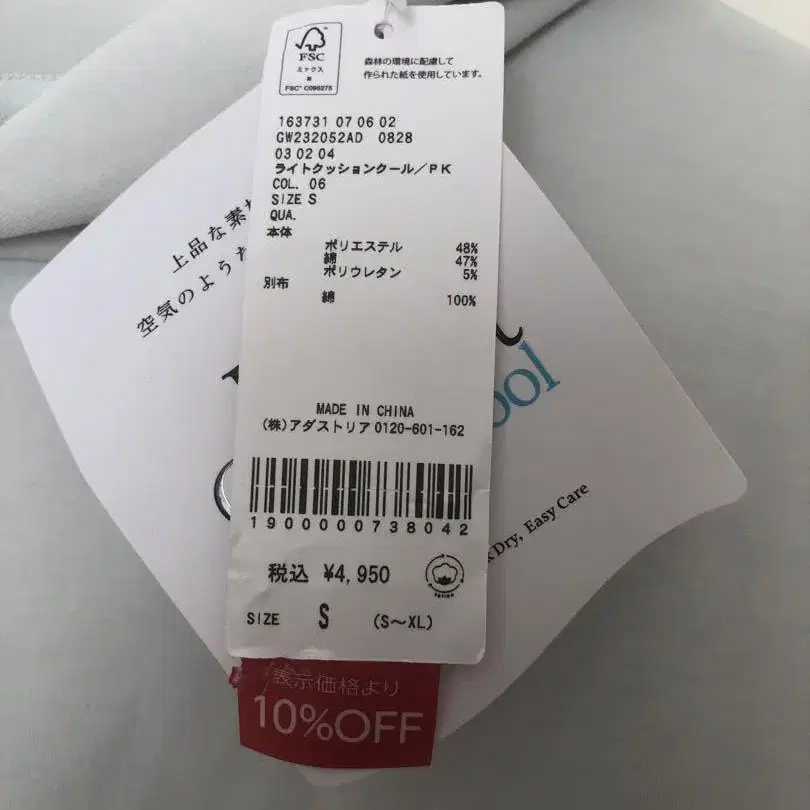 FSC
ミックス
紙
FSC® C096276
森林の環境に配慮して
作られた紙を使用しています。
163731 07 06 02
GW232052AD 0828
03 02 04
ライトクッションクール／PK
COL. 06
SIZE S
QUA.
本体
ポリエステル 48%
綿 47%
ポリウレタン 5%
別布
綿 100%
MADE IN CHINA
(株)アダストリア 0120-601-162
1900000738042
税込 ¥4,950
SIZE S (S～XL)
表示価格より
10%OFF
上品な素
空気のような
ool
Dry, Easy Care